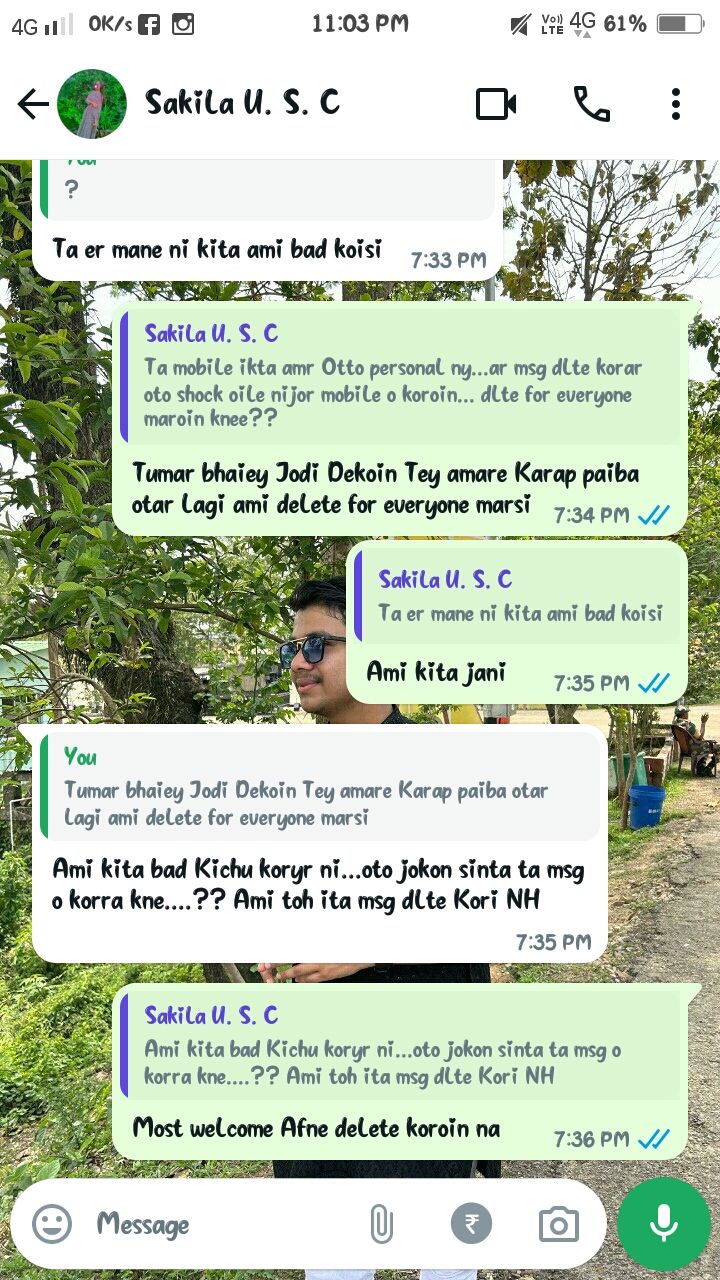 4G 0K/s 11:03 PM Vo)) LTE 4G 61%
Sakila U. S. C
You
?
Ta er mane ni kita ami bad koisi 7:33 PM
Sakila U. S. C
Ta mobile ikta amr Otto personal ny...ar msg dlte korar
oto shock oile nijor mobile o koroin... dlte for everyone
maroin knee??
Tumar bhaiey Jodi Dekoin Tey amare Karap paiba
otar Lagi ami delete for everyone marsi 7:34 PM
Sakila U. S. C
Ta er mane ni kita ami bad koisi
Ami kita jani 7:35 PM
You
Tumar bhaiey Jodi Dekoin Tey amare Karap paiba otar
Lagi ami delete for everyone marsi
Ami kita bad Kichu koryr ni...oto jokon sinta ta msg
o korra kne....?? Ami toh ita msg dlte Kori NH
7:35 PM
Sakila U. S. C
Ami kita bad Kichu koryr ni...oto jokon sinta ta msg o
korra kne....?? Ami toh ita msg dlte Kori NH
Most welcome Afne delete koroin na 7:36 PM
Message